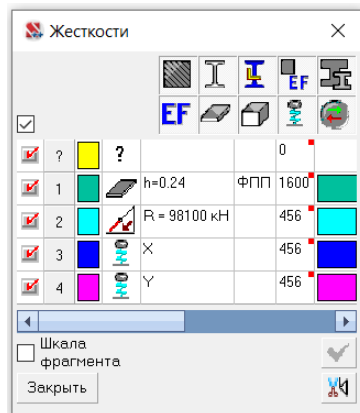 Жесткости
EF
EF
? ? 0
1 h=0.24 ФПП 1600
2 R = 98100 кН 456
3 X 456
4 Y 456
Шкала
фрагмента
Закрыть